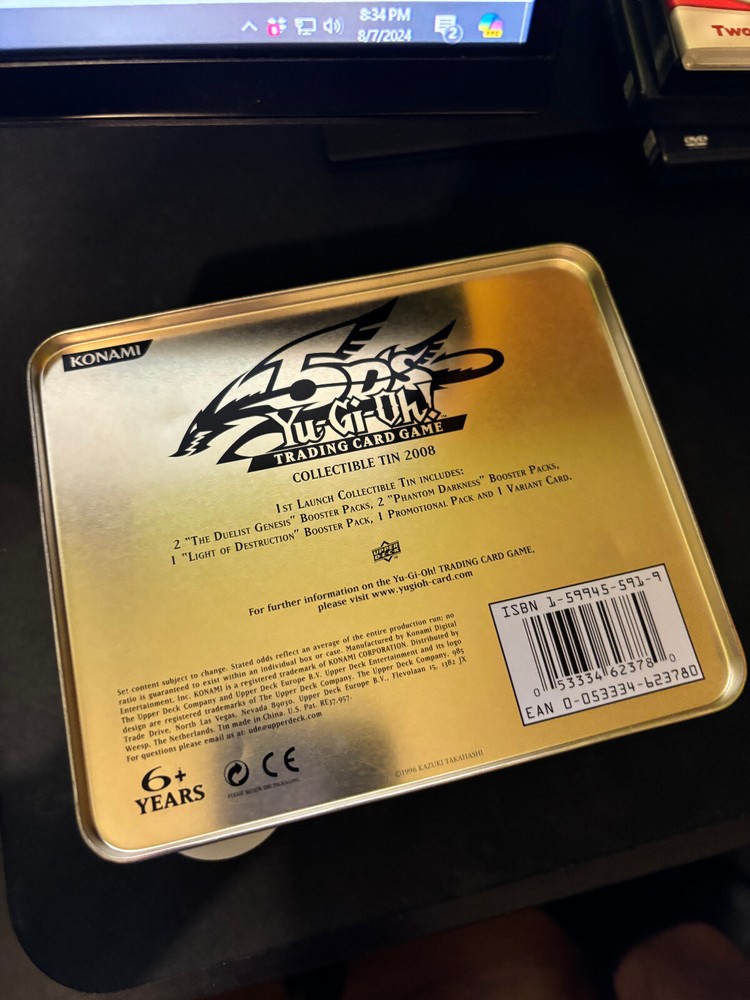 8:34 PM
8/7/2024
2
PRE
Two
DVD
KONAMI
5D's
Yu-Gi-Oh!
TRADING CARD GAME
COLLECTIBLE TIN 2008
1ST LAUNCH COLLECTIBLE TIN INCLUDES:
2 "THE DUELIST GENESIS" BOOSTER PACKS, 2 "PHANTOM DARKNESS" BOOSTER PACKS,
1 "LIGHT OF DESTRUCTION" BOOSTER PACK, 1 PROMOTIONAL PACK AND 1 VARIANT CARD.
UPPER DECK
For further information on the Yu-Gi-Oh! TRADING CARD GAME,
please visit www.yugioh-card.com
Set content subject to change. Stated odds reflect an average of the entire production run; no
ratio is guaranteed to exist within an individual box or case. Manufactured by Konami Digital
Entertainment, Inc. KONAMI is a registered trademark of KONAMI CORPORATION. Distributed by
The Upper Deck Company and Upper Deck Europe B.V. Upper Deck Entertainment and its logo
design are registered trademarks of The Upper Deck Company. The Upper Deck Company, 985
Trade Drive, North Las Vegas, Nevada 89030. Upper Deck Europe B.V., Flevolaan 15, 1382 JX
Weesp, The Netherlands. Tin made in China. U.S. Pat. RE37,957.
For questions please email us at: ude@upperdeck.com
ISBN 1-59945-591-9
0 53334 62378 0
EAN 0-053334-623780
6+
YEARS
CE
©1996 KAZUKI TAKAHASHI